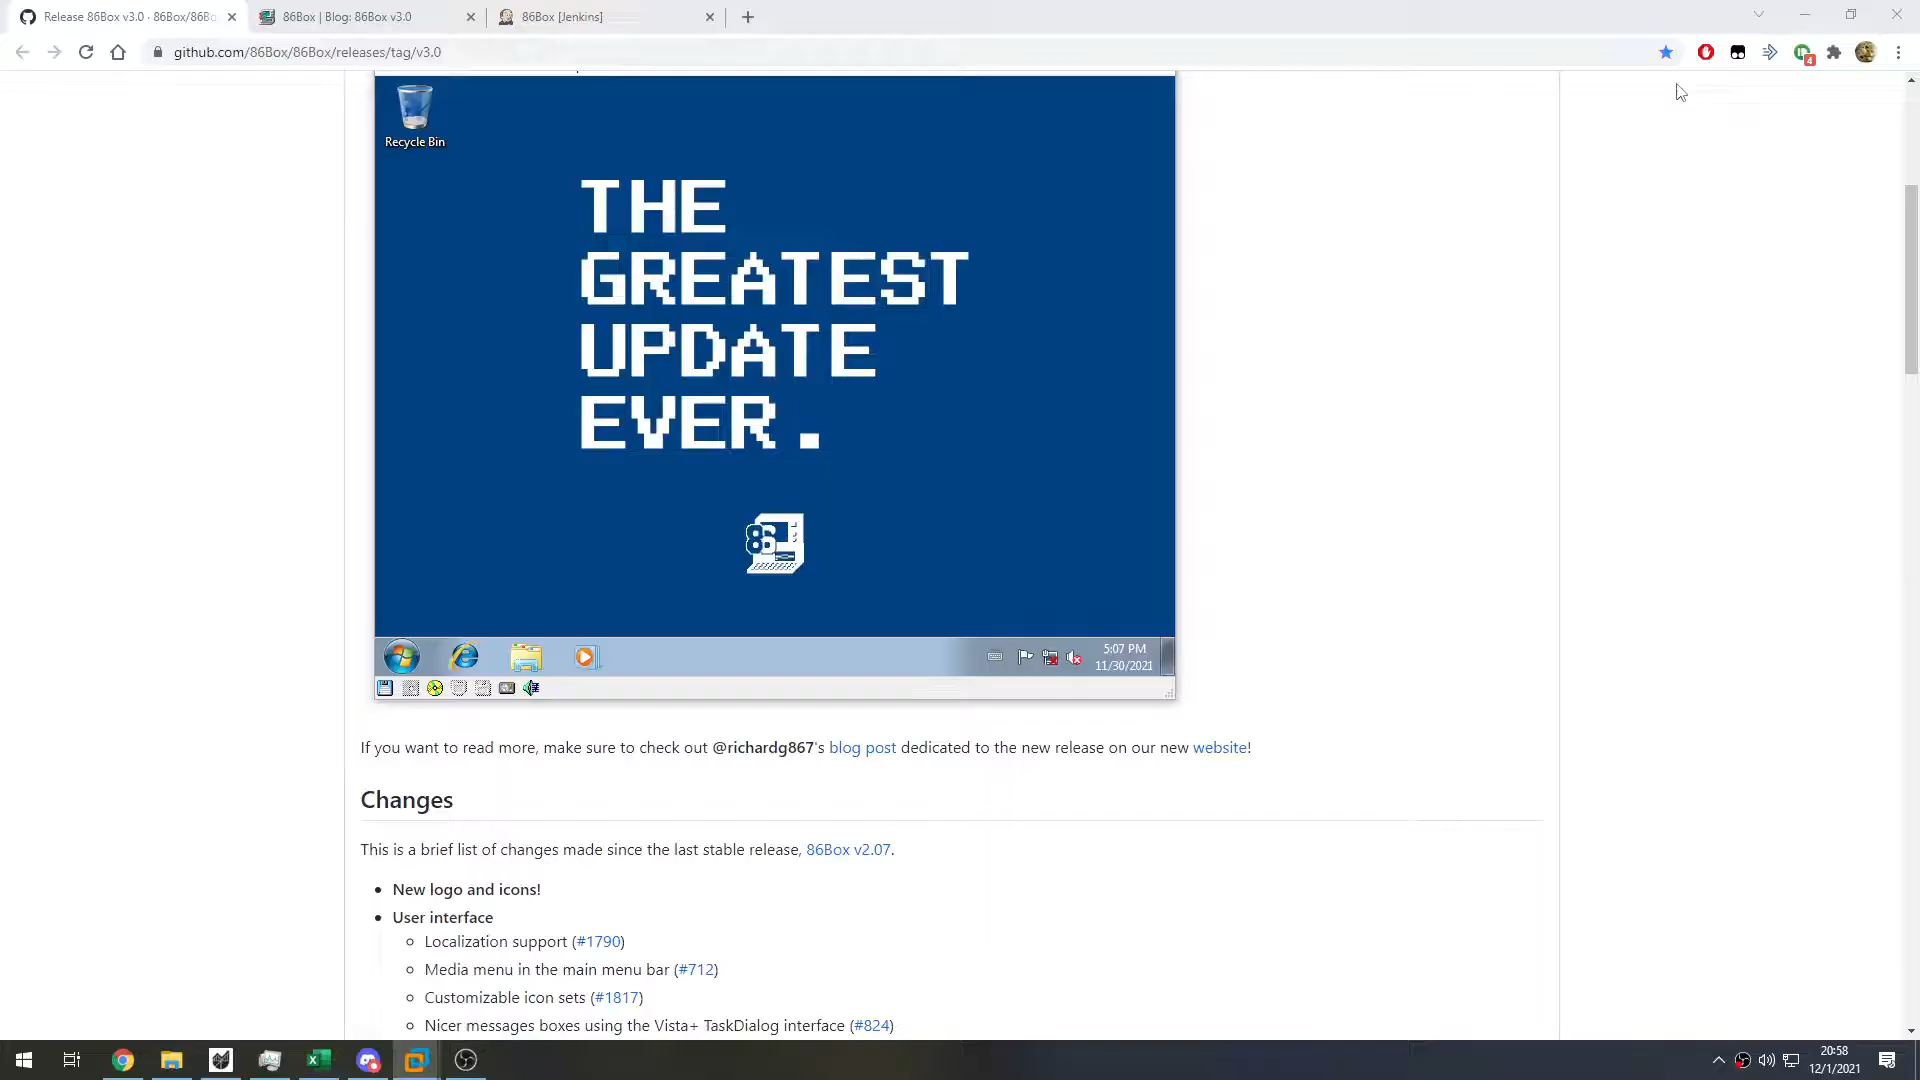 Release 86Box v3.0 · 86Box/86Bo
86Box | Blog: 86Box v3.0
86Box [Jenkins]
github.com/86Box/86Box/releases/tag/v3.0
4
Recycle Bin
THE
GREATEST
UPDATE
EVER.
86
5:07 PM
11/30/2021
If you want to read more, make sure to check out @richardg867's blog post dedicated to the new release on our new website!
Changes
This is a brief list of changes made since the last stable release, 86Box v2.07.
New logo and icons!
User interface
Localization support (#1790)
Media menu in the main menu bar (#712)
Customizable icon sets (#1817)
Nicer messages boxes using the Vista+ TaskDialog interface (#824)
20:58
12/1/2021